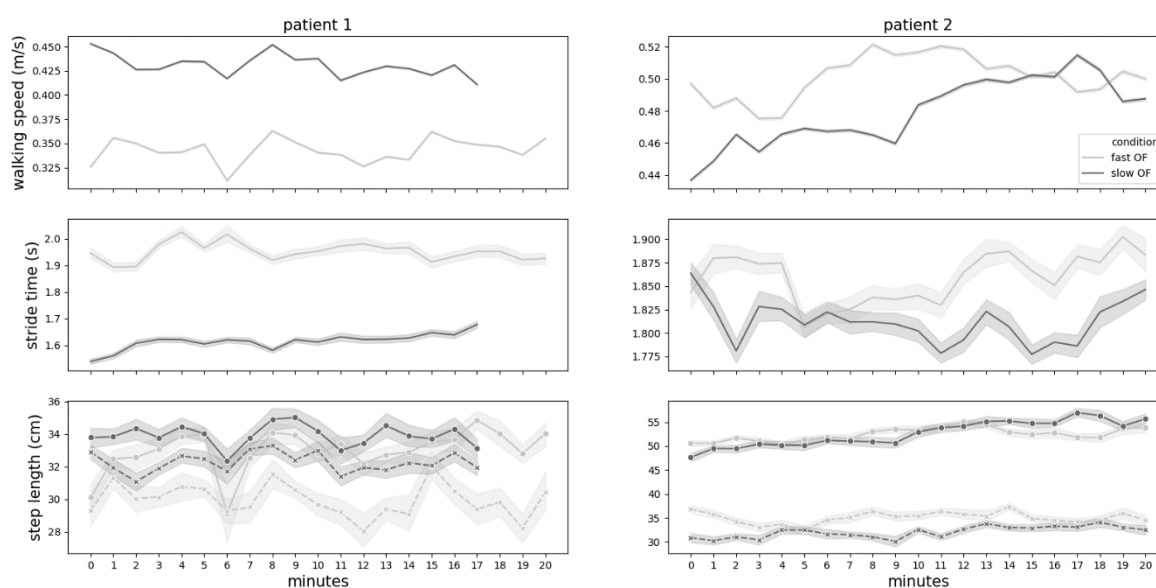 patient 1
patient 2
walking speed (m/s)
0.450
0.425
0.400
0.375
0.350
0.325
0.52
0.50
0.48
0.46
0.44
condition
fast OF
slow OF
stride time (s)
2.0
1.9
1.8
1.7
1.6
1.900
1.875
1.850
1.825
1.800
1.775
step length (cm)
36
34
32
30
28
55
50
45
40
35
30
0 1 2 3 4 5 6 7 8 9 10 11 12 13 14 15 16 17 18 19 20
0 1 2 3 4 5 6 7 8 9 10 11 12 13 14 15 16 17 18 19 20
minutes
minutes